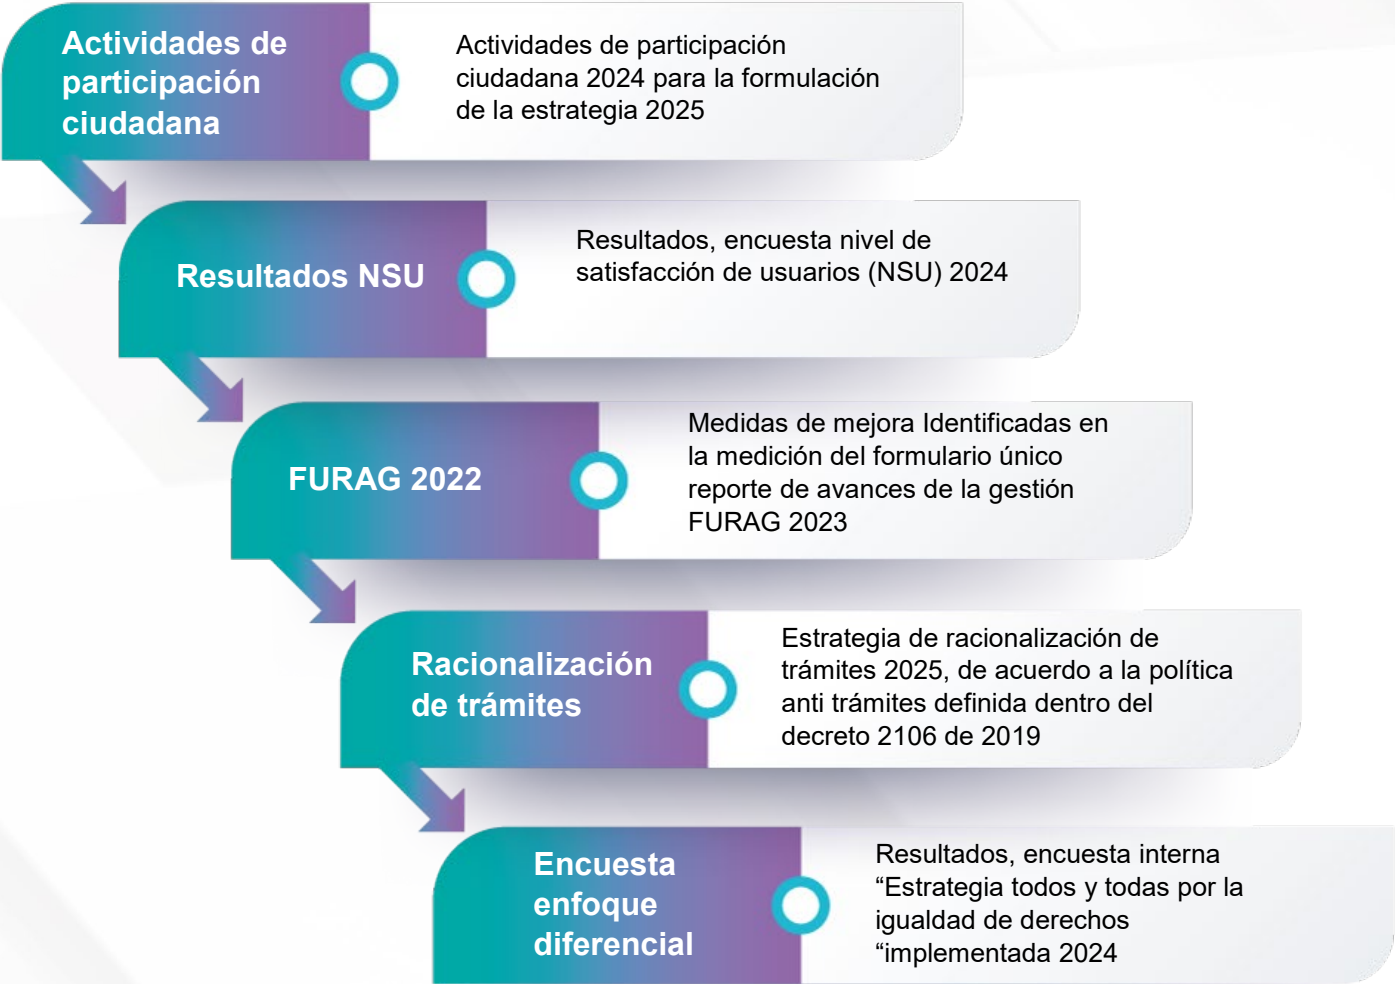 Actividades de
participación
ciudadana
Actividades de participación
ciudadana 2024 para la formulación
de la estrategia 2025
Resultados NSU
Resultados, encuesta nivel de
satisfacción de usuarios (NSU) 2024
FURAG 2022
Medidas de mejora Identificadas en
la medición del formulario único
reporte de avances de la gestión
FURAG 2023
Racionalización
de trámites
Estrategia de racionalización de
trámites 2025, de acuerdo a la política
anti trámites definida dentro del
decreto 2106 de 2019
Encuesta
enfoque
diferencial
Resultados, encuesta interna
“Estrategia todos y todas por la
igualdad de derechos
“implementada 2024